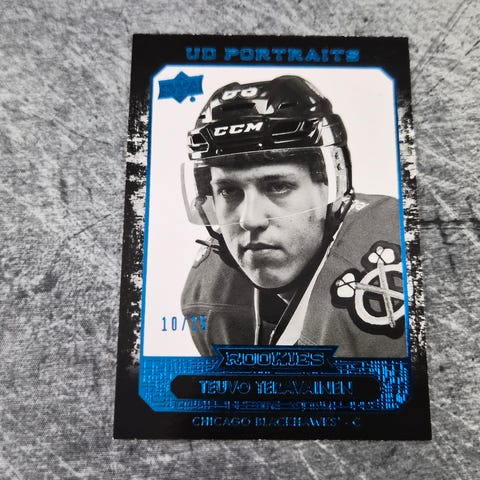 UD PORTRAITS
CCM
10/25
ROOKIES
TEUVO TERAVAINEN
CHICAGO BLACKHAWKS® - C